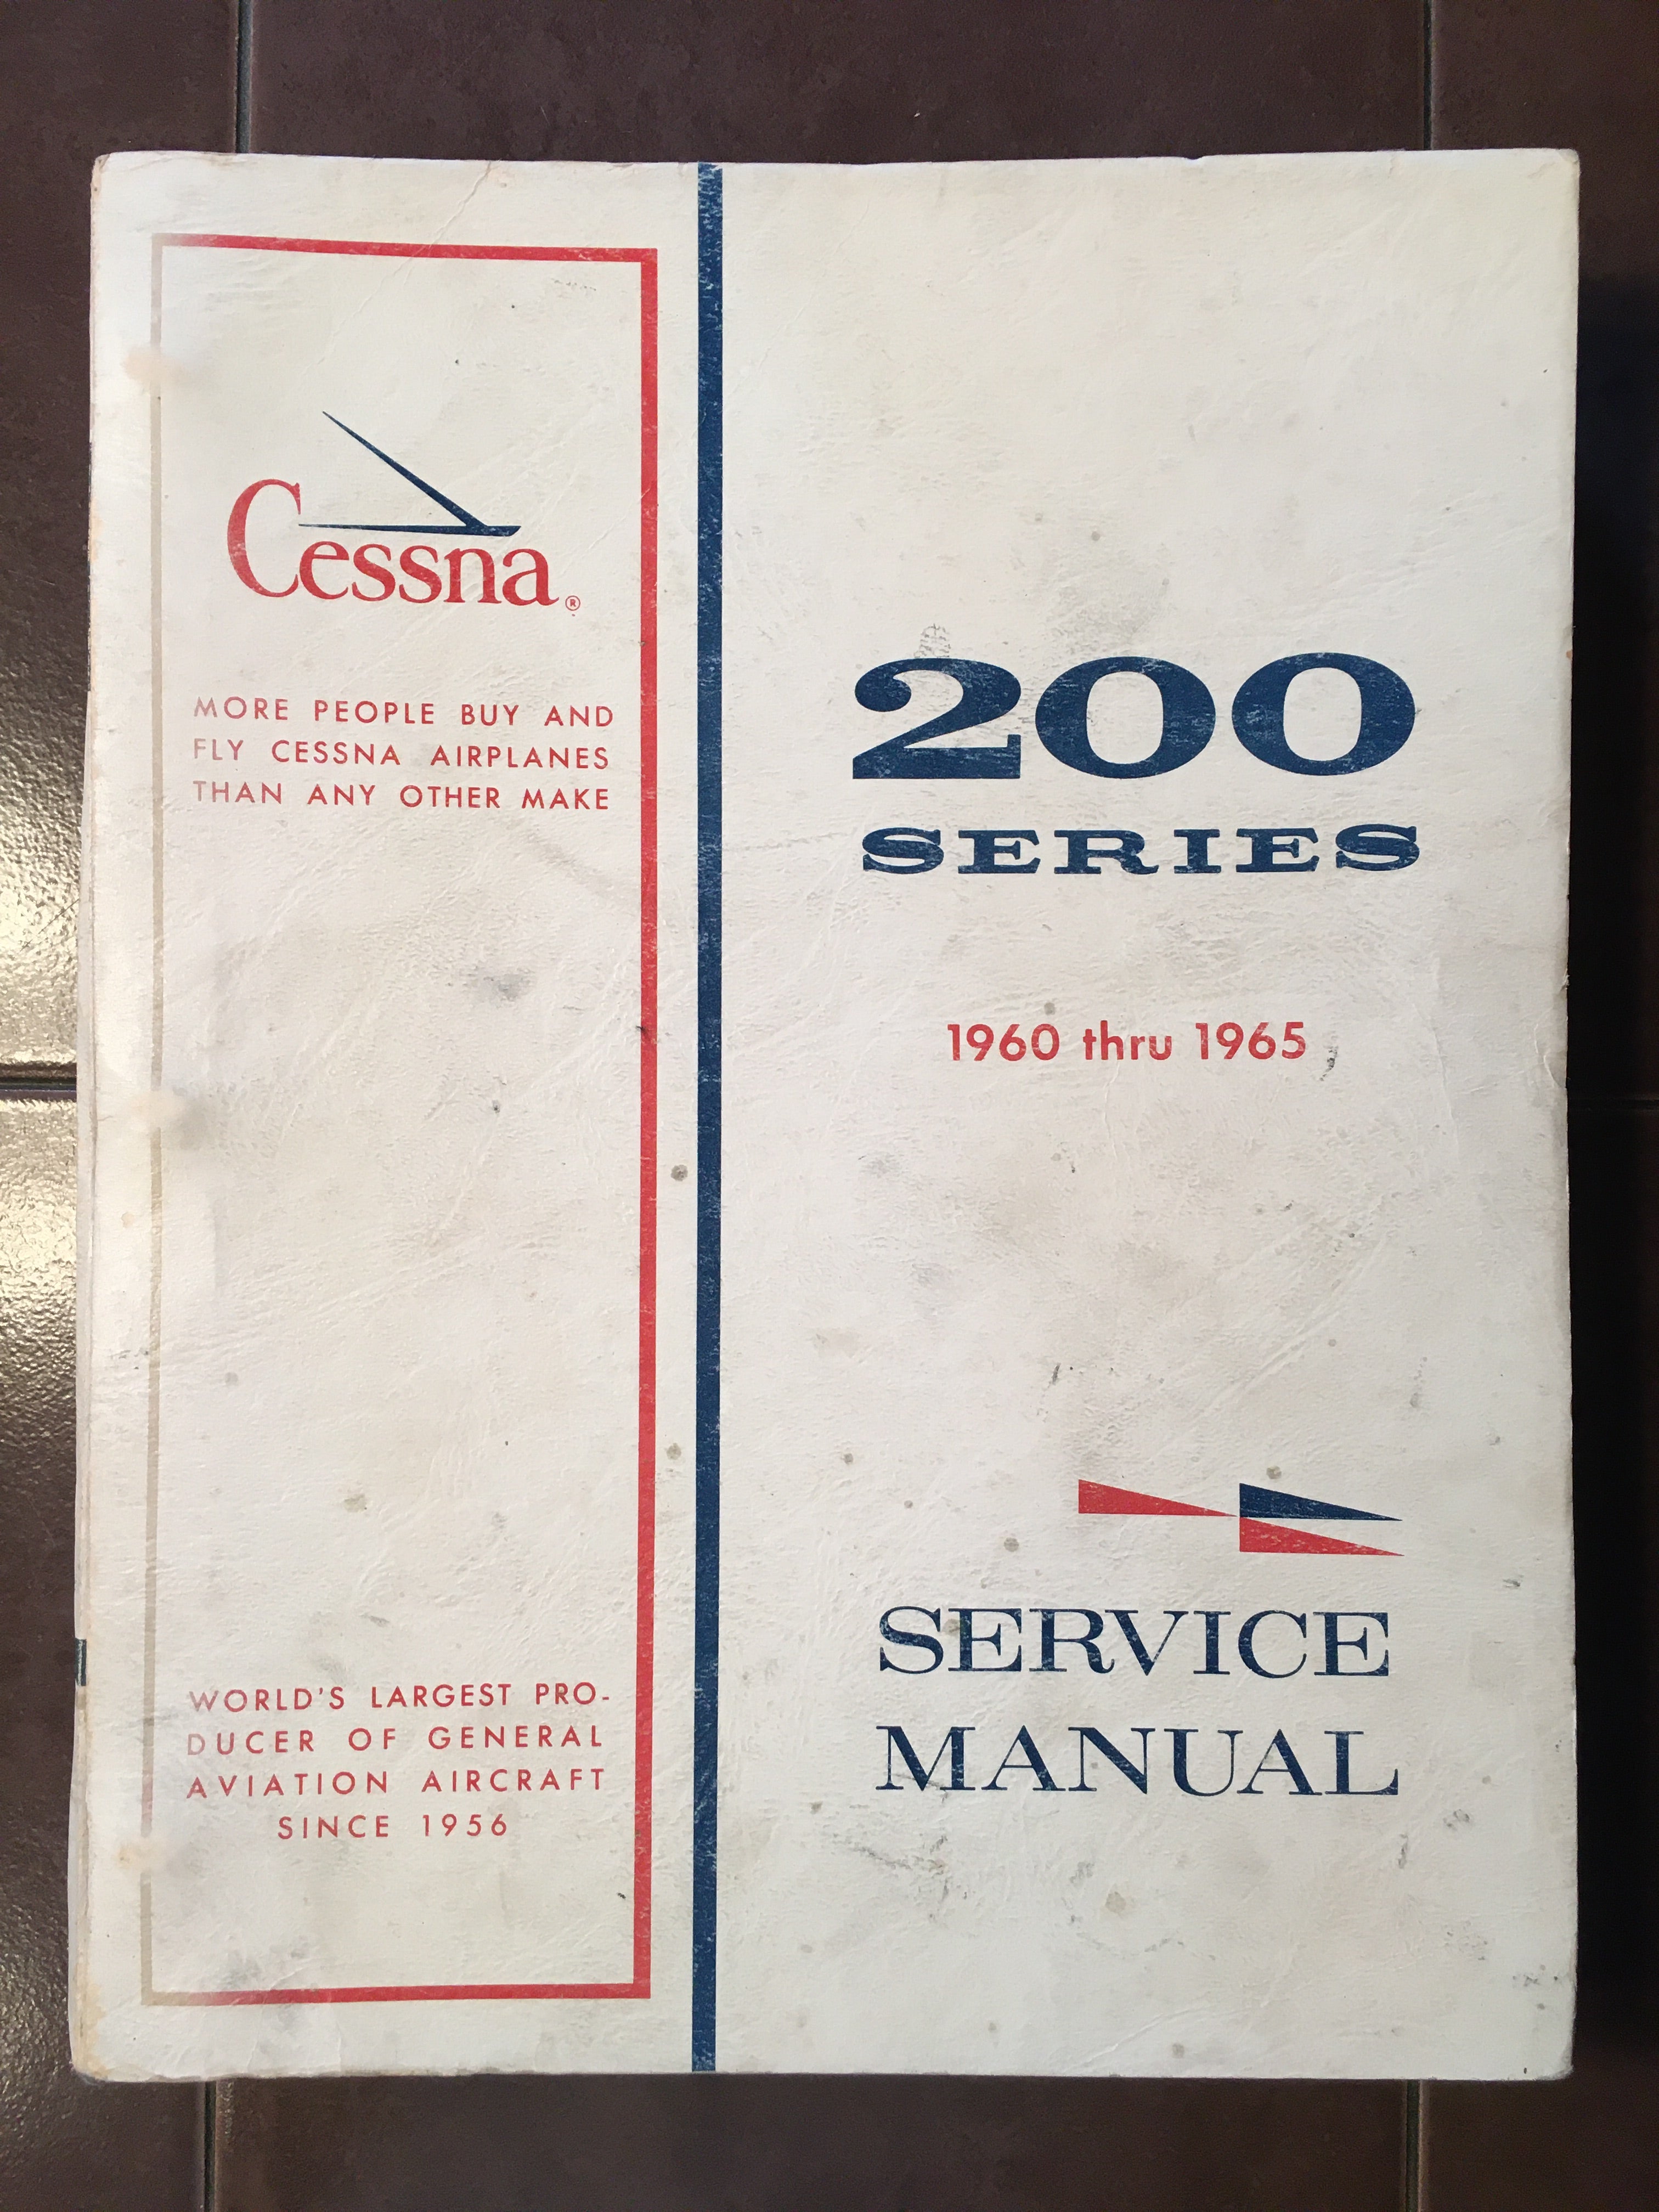 Cessna®
MORE PEOPLE BUY AND
FLY CESSNA AIRPLANES
THAN ANY OTHER MAKE
WORLD'S LARGEST PRO-
DUCER OF GENERAL
AVIATION AIRCRAFT
SINCE 1956
200
SERIES
1960 thru 1965
SERVICE
MANUAL